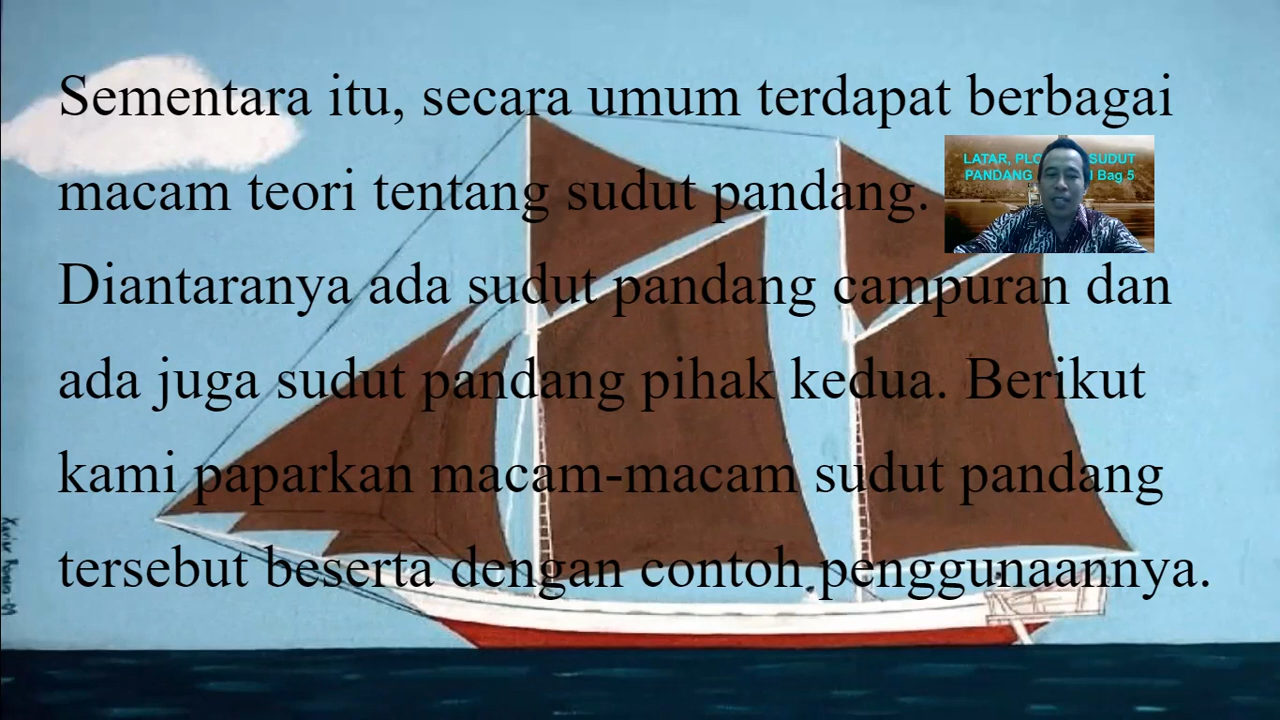 Sementara itu, secara umum terdapat berbagai
macam teori tentang sudut pandang.
LATAR, SUDUT
PANDANG Bag 5
Diantaranya ada sudut pandang campuran dan
ada juga sudut pandang pihak kedua. Berikut
kami paparkan macam-macam sudut pandang
tersebut beserta dengan contoh penggunaannya.